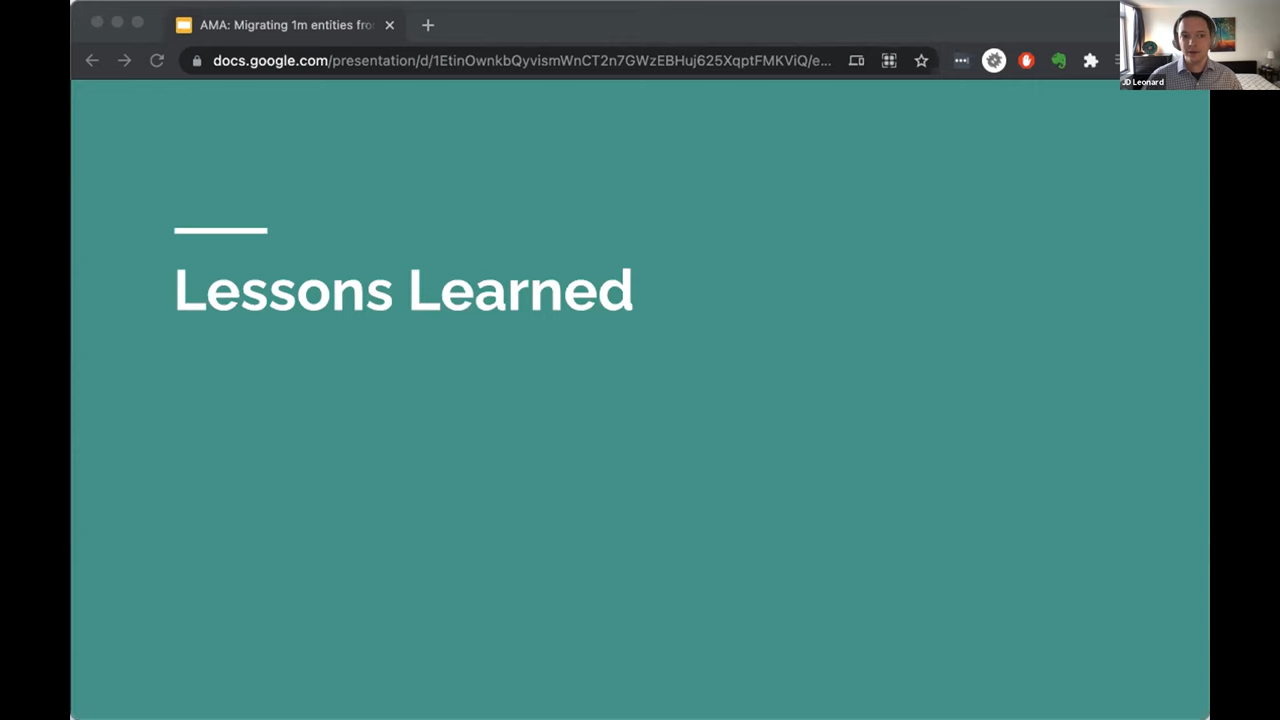 AMA: Migrating 1m entities fro
docs.google.com/presentation/d/1EtinOwnkbQyvismWnCT2n7GWzEBHuj625XqptFMKViQ/e...
JD Leonard
Lessons Learned